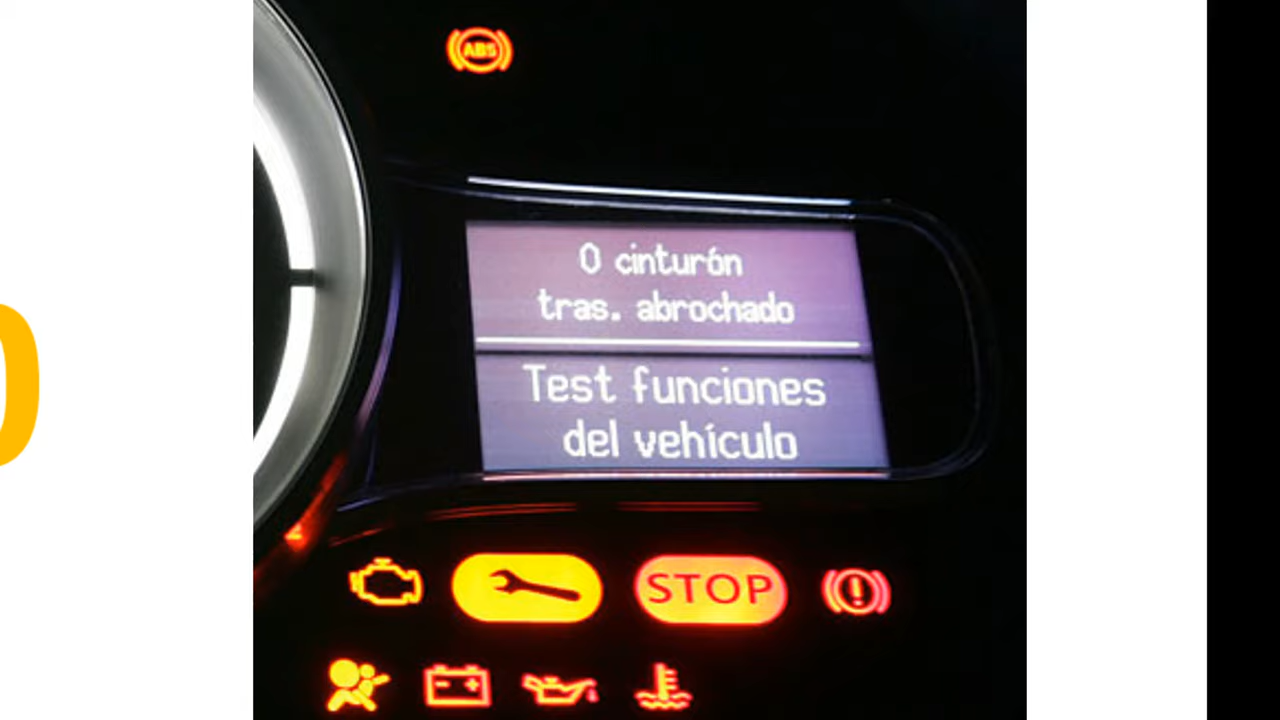 ABS
0 cinturón
tras. abrochado
Test funciones
del vehículo
STOP